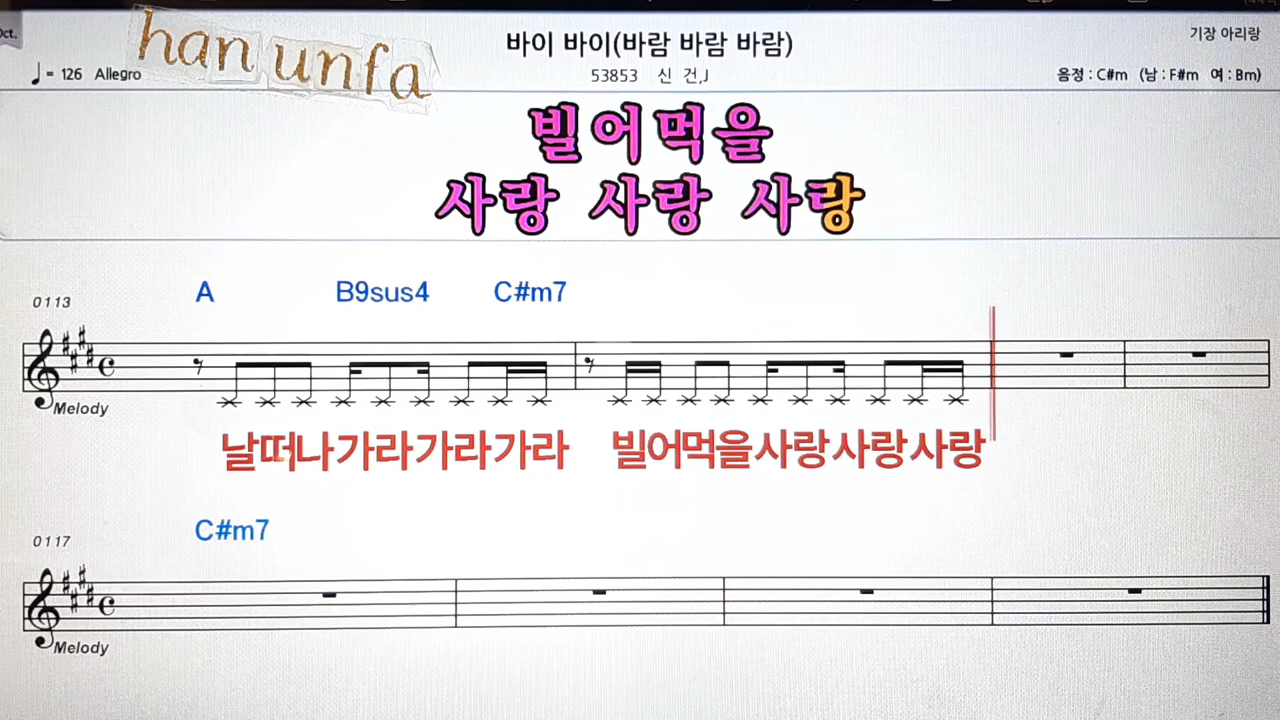 Oct.
han unfa
바이 바이(바람 바람 바람)
기장 아리랑
♩= 126 Allegro
53853 신 건,J
음정 : C#m (남 : F#m 여 : Bm)
빌어먹을
사랑 사랑 사랑
A B9sus4 C#m7
0113
Melody
날떠나가라가라가라 빌어먹을사랑사랑사랑
C#m7
0117
Melody